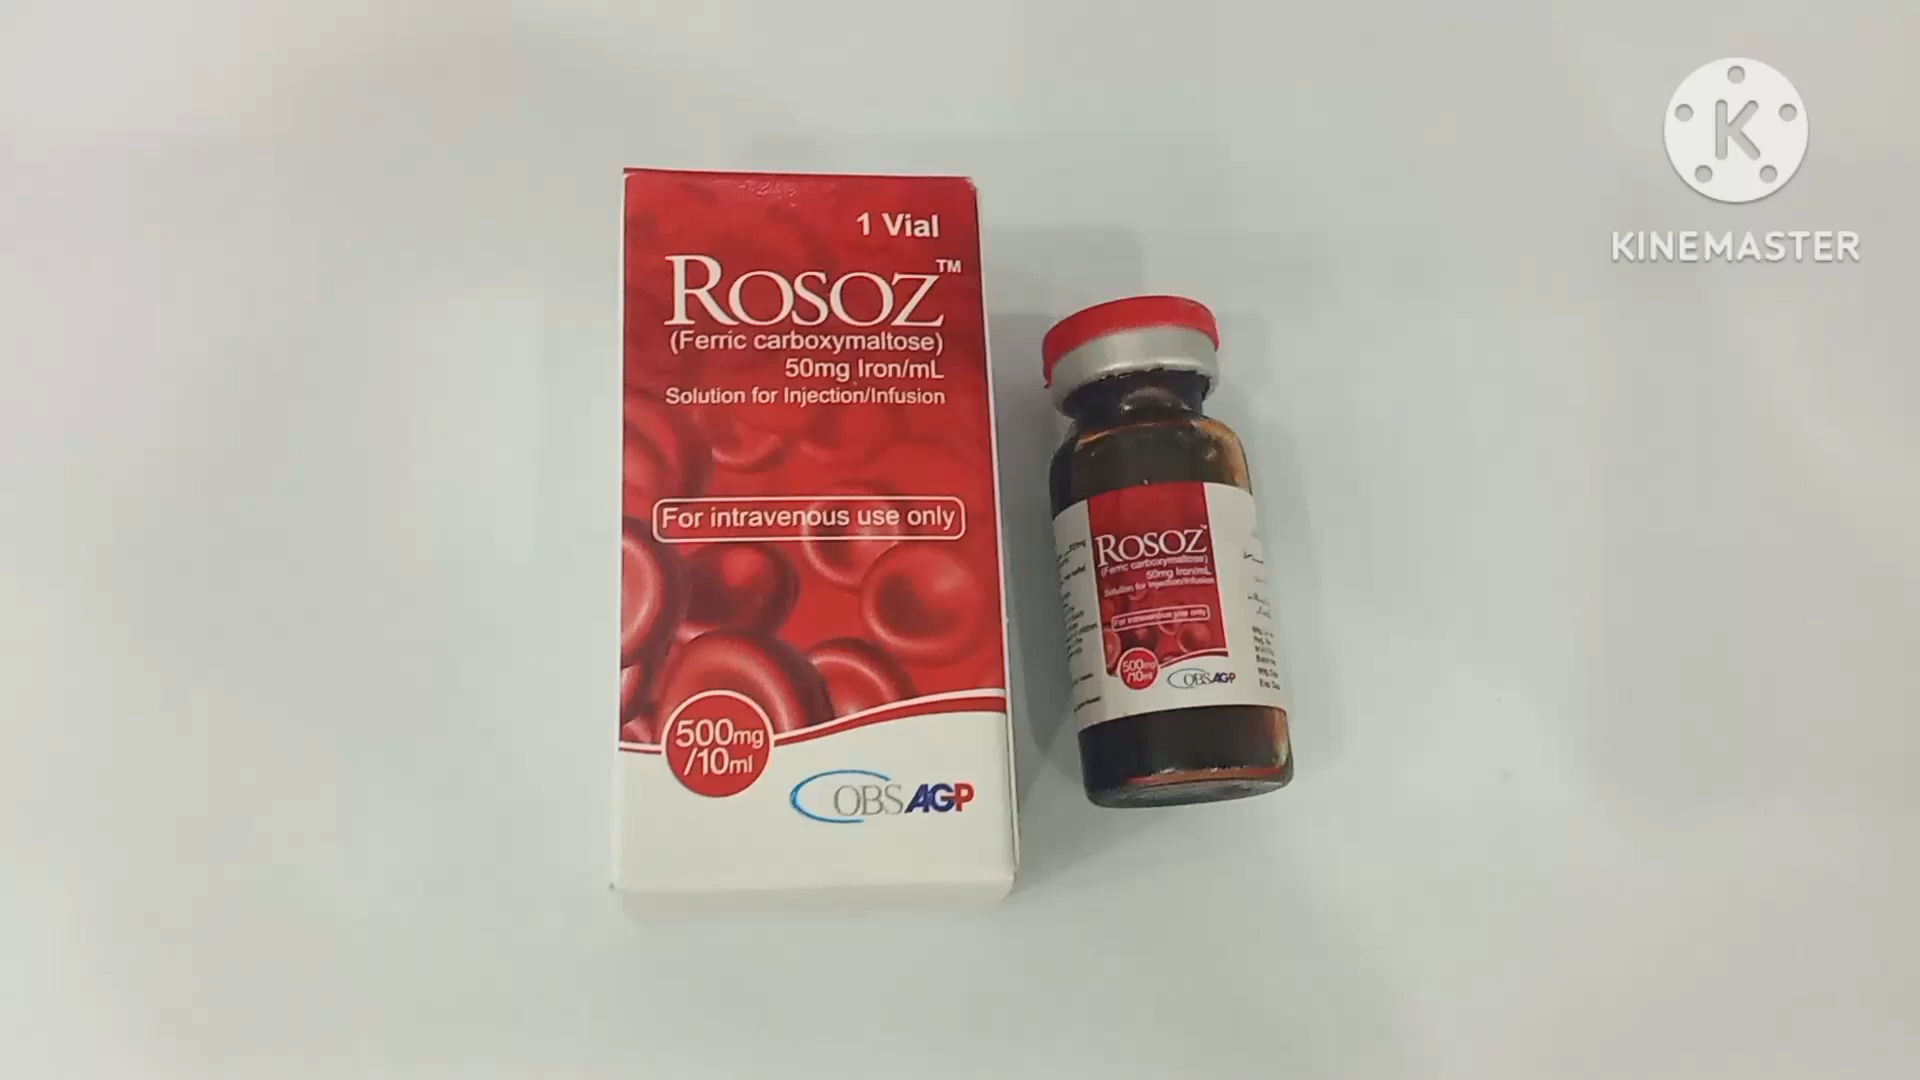 1 Vial
ROSOZ™
(Ferric carboxymaltose)
50mg Iron/mL
Solution for Injection/Infusion
For intravenous use only
500mg
/10ml
OBS AGP
ROSOZ™
(Ferric carboxymaltose)
50mg Iron/mL
Solution for Injection/Infusion
For intravenous use only
500mg
/10ml
OBS AGP
K
KINEMASTER